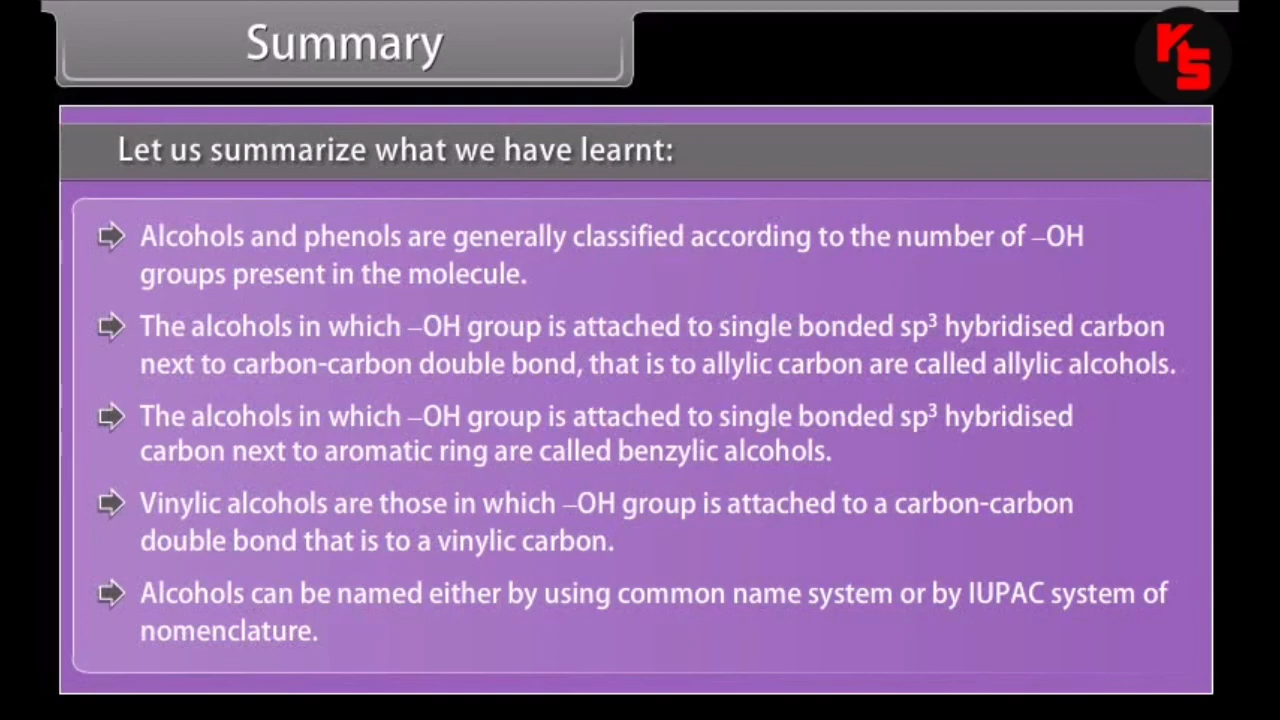 Summary
rts
Let us summarize what we have learnt:
Alcohols and phenols are generally classified according to the number of –OH
groups present in the molecule.
The alcohols in which –OH group is attached to single bonded sp³ hybridised carbon
next to carbon-carbon double bond, that is to allylic carbon are called allylic alcohols.
The alcohols in which –OH group is attached to single bonded sp³ hybridised
carbon next to aromatic ring are called benzylic alcohols.
Vinylic alcohols are those in which –OH group is attached to a carbon-carbon
double bond that is to a vinylic carbon.
Alcohols can be named either by using common name system or by IUPAC system of
nomenclature.